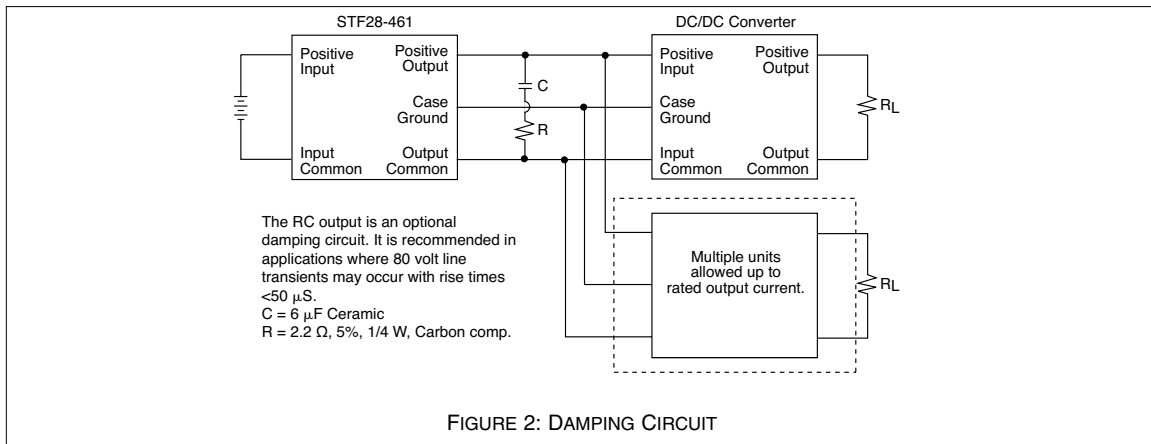 STF28-461
DC/DC Converter
Positive
Input
Positive
Output
Case
Ground
Input
Common
Output
Common
C
R
Positive
Input
Positive
Output
Case
Ground
Input
Common
Output
Common
RL
The RC output is an optional
damping circuit. It is recommended in
applications where 80 volt line
transients may occur with rise times
<50 μS.
C = 6 μF Ceramic
R = 2.2 Ω, 5%, 1/4 W, Carbon comp.
Multiple units
allowed up to
rated output current.
RL
FIGURE 2: DAMPING CIRCUIT